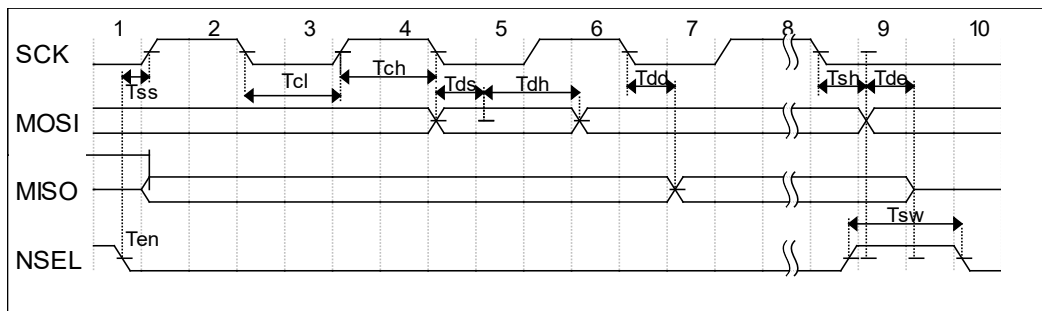 1 2 3 4 5 6 7 8 9 10
SCK
Tss Tcl Tch Tds Tdh Tdd Tsh Tde
MOSI
MISO
Ten Tsw
NSEL